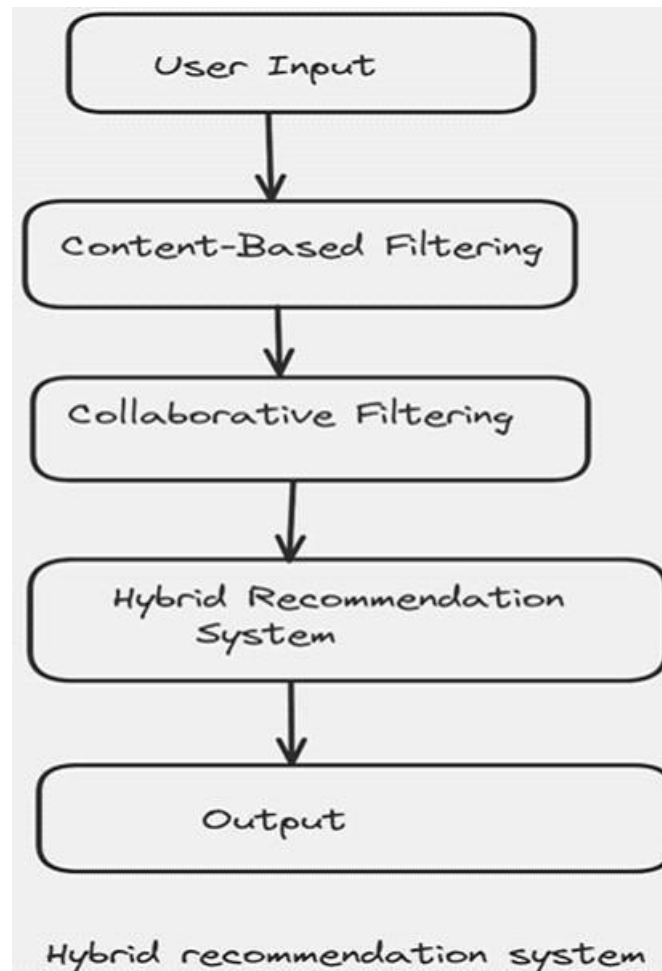 User Input
Content-Based Filtering
Collaborative Filtering
Hybrid Recommendation
System
Output
Hybrid recommendation system